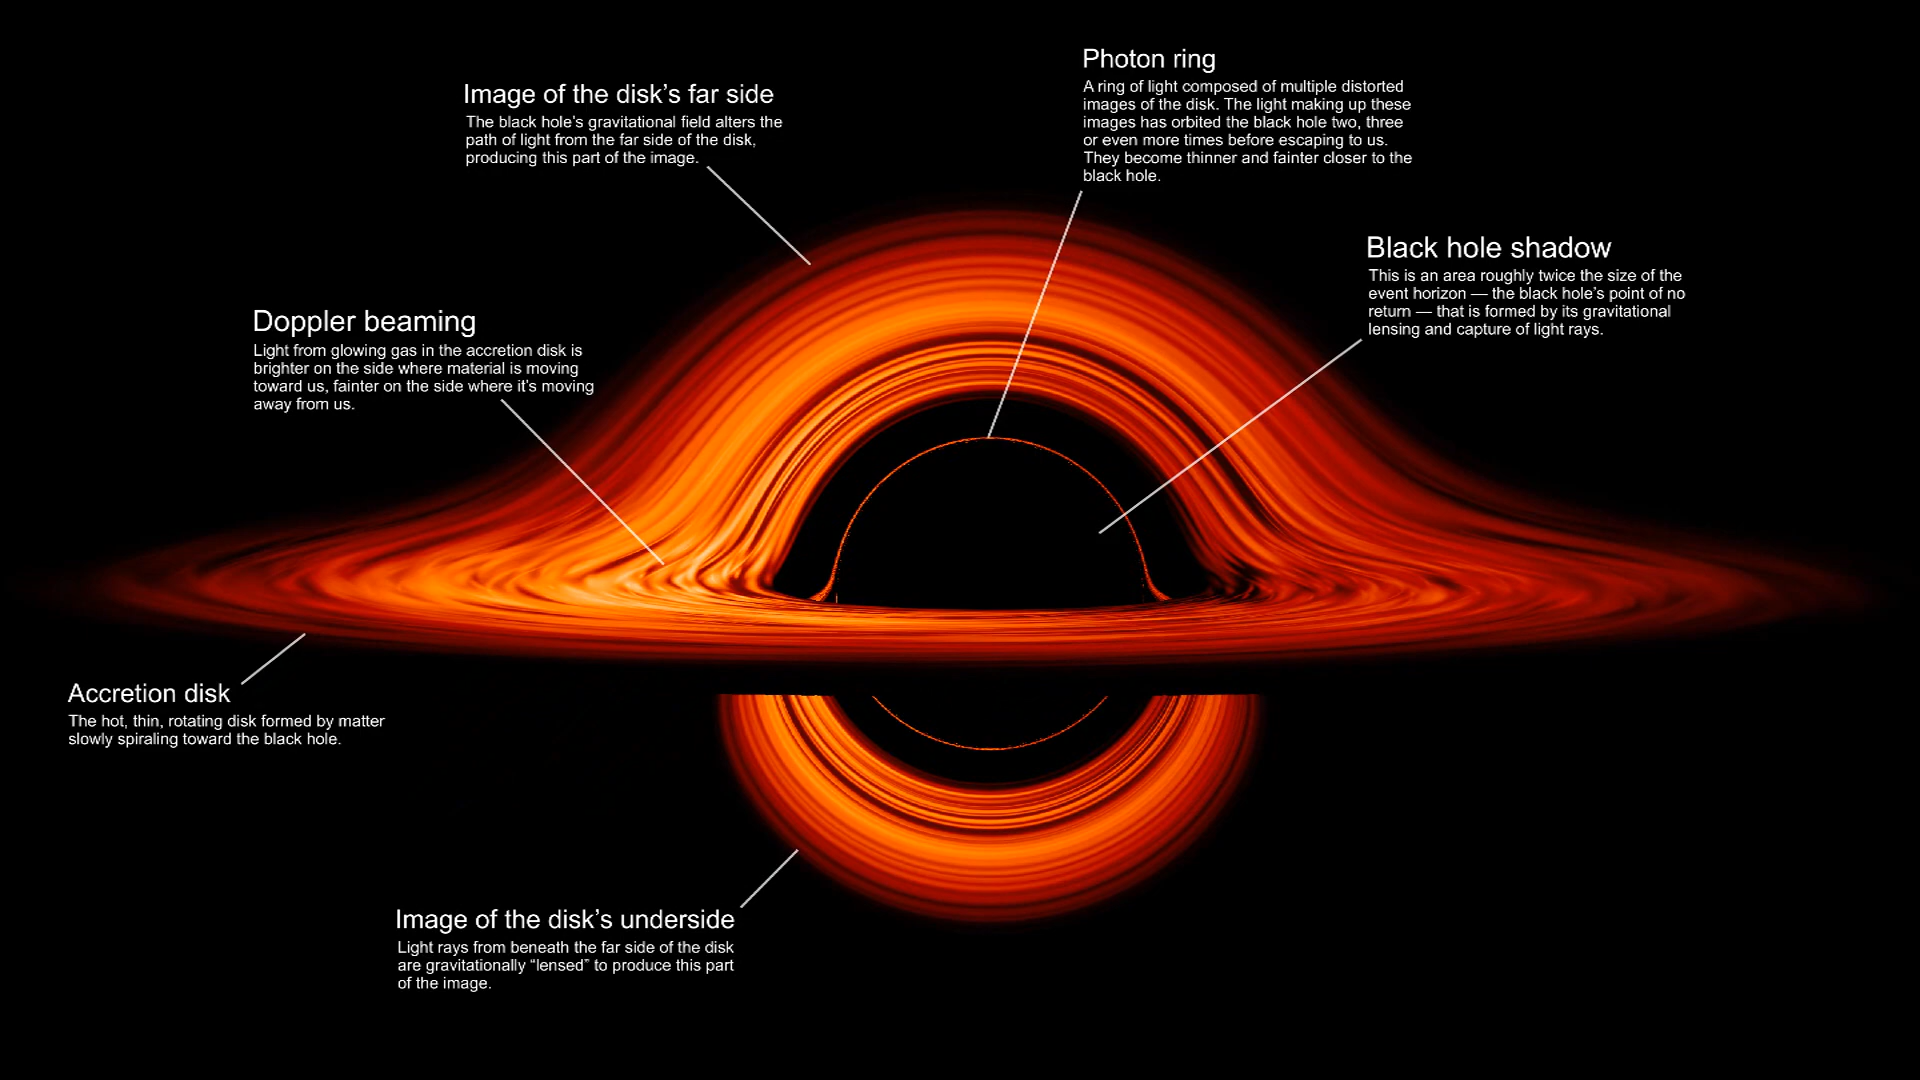 Photon ring
A ring of light composed of multiple distorted
images of the disk. The light making up these
images has orbited the black hole two, three
or even more times before escaping to us.
They become thinner and fainter closer to the
black hole.
Image of the disk’s far side
The black hole’s gravitational field alters the
path of light from the far side of the disk,
producing this part of the image.
Black hole shadow
This is an area roughly twice the size of the
event horizon — the black hole’s point of no
return — that is formed by its gravitational
lensing and capture of light rays.
Doppler beaming
Light from glowing gas in the accretion disk is
brighter on the side where material is moving
toward us, fainter on the side where it’s moving
away from us.
Accretion disk
The hot, thin, rotating disk formed by matter
slowly spiraling toward the black hole.
Image of the disk’s underside
Light rays from beneath the far side of the disk
are gravitationally “lensed” to produce this part
of the image.